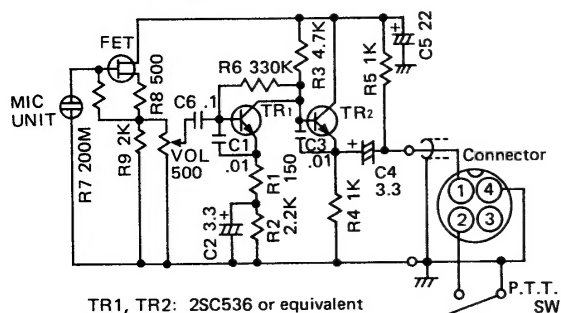 FET
MIC
UNIT
R7 200M
R8 500
R9 2K
VOL
500
C6 .1
R6 330K
R3 4.7K
TR1
C1
.01
R1
150
C2 3.3
R2
2.2K
TR2
C3
.01
R4 1K
C4
3.3
R5 1K
C5 22
Connector
1
4
2
3
P.T.T.
SW
TR1, TR2: 2SC536 or equivalent